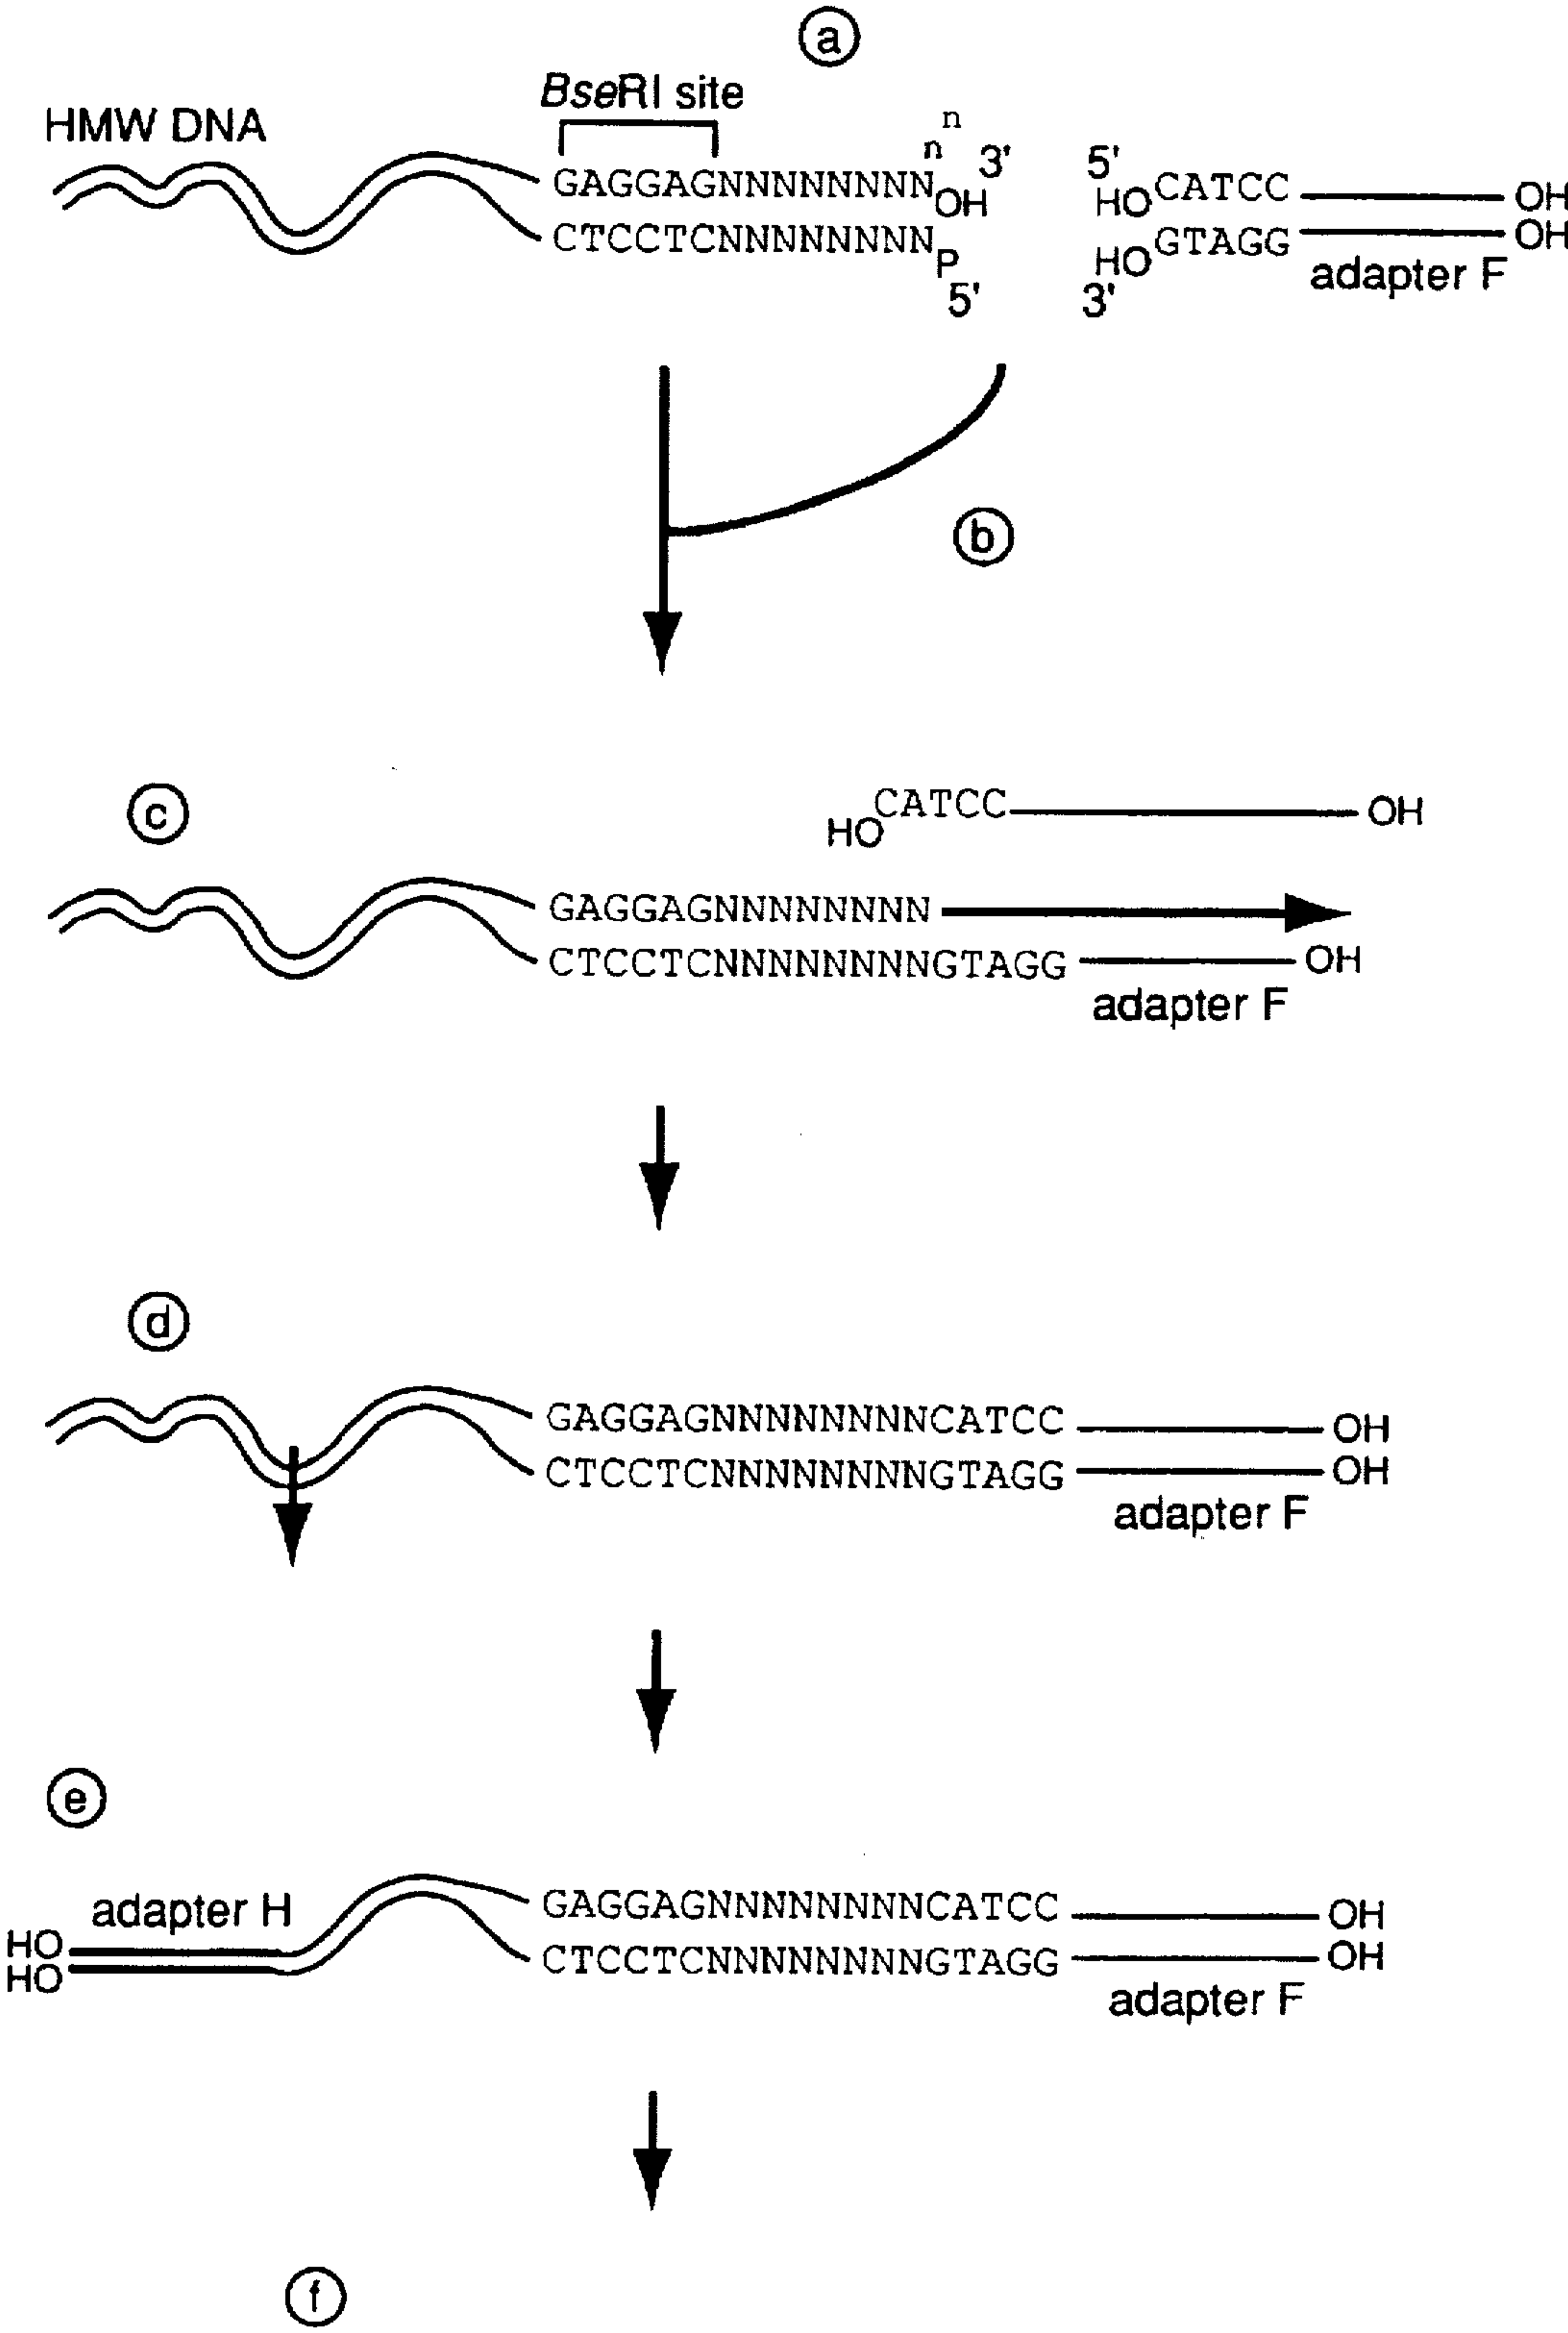 a
BseRI site
HMW DNA
n
n
3'
5'
GAGGAGNNNNNNNN OH
HO CATCC OH
CTCCTCNNNNNNNN P
HO GTAGG OH
adapter F
5'
3'
b
c
HO CATCC OH
GAGGAGNNNNNNNN
CTCCTCNNNNNNNNGTAGG OH
adapter F
d
GAGGAGNNNNNNNNCATCC OH
CTCCTCNNNNNNNNGTAGG OH
adapter F
e
adapter H
GAGGAGNNNNNNNNCATCC OH
HO
HO
CTCCTCNNNNNNNNGTAGG OH
adapter F
f